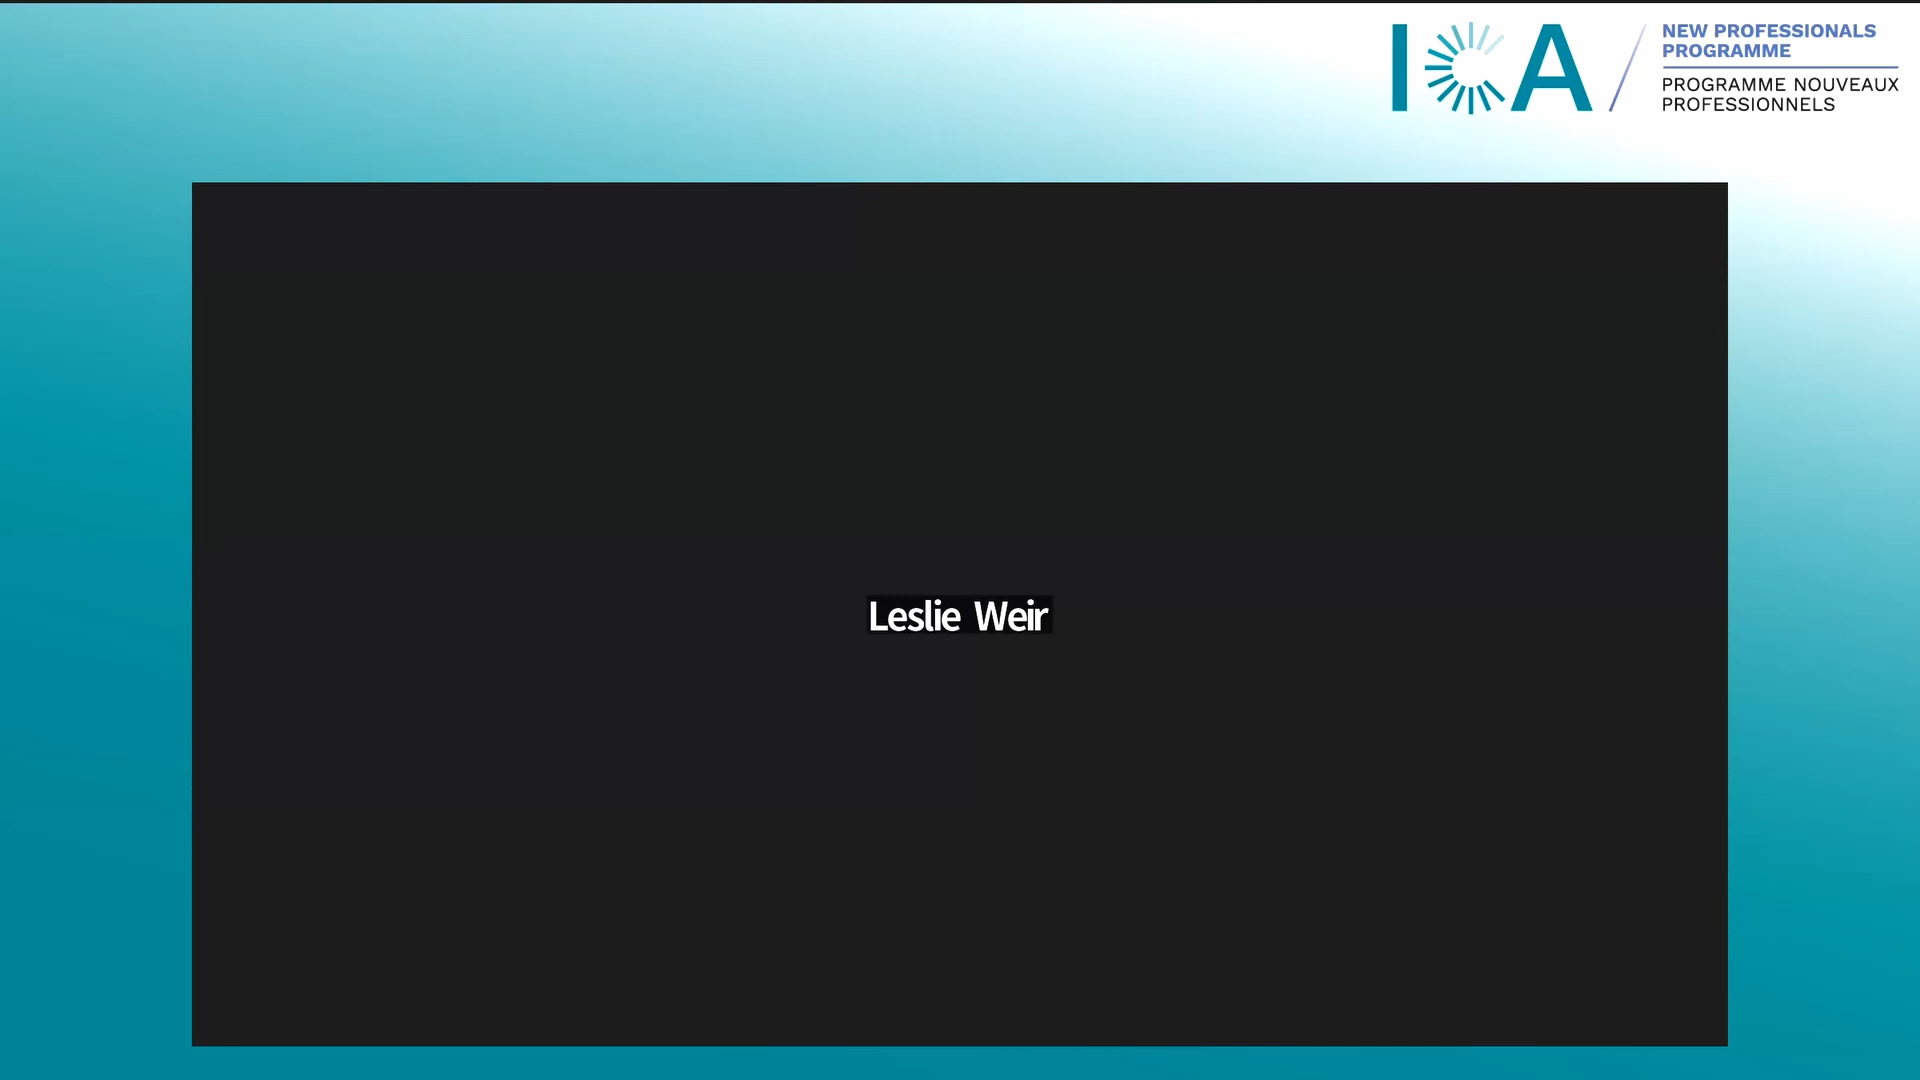 ICA
NEW PROFESSIONALS
PROGRAMME
PROGRAMME NOUVEAUX
PROFESSIONNELS
Leslie Weir